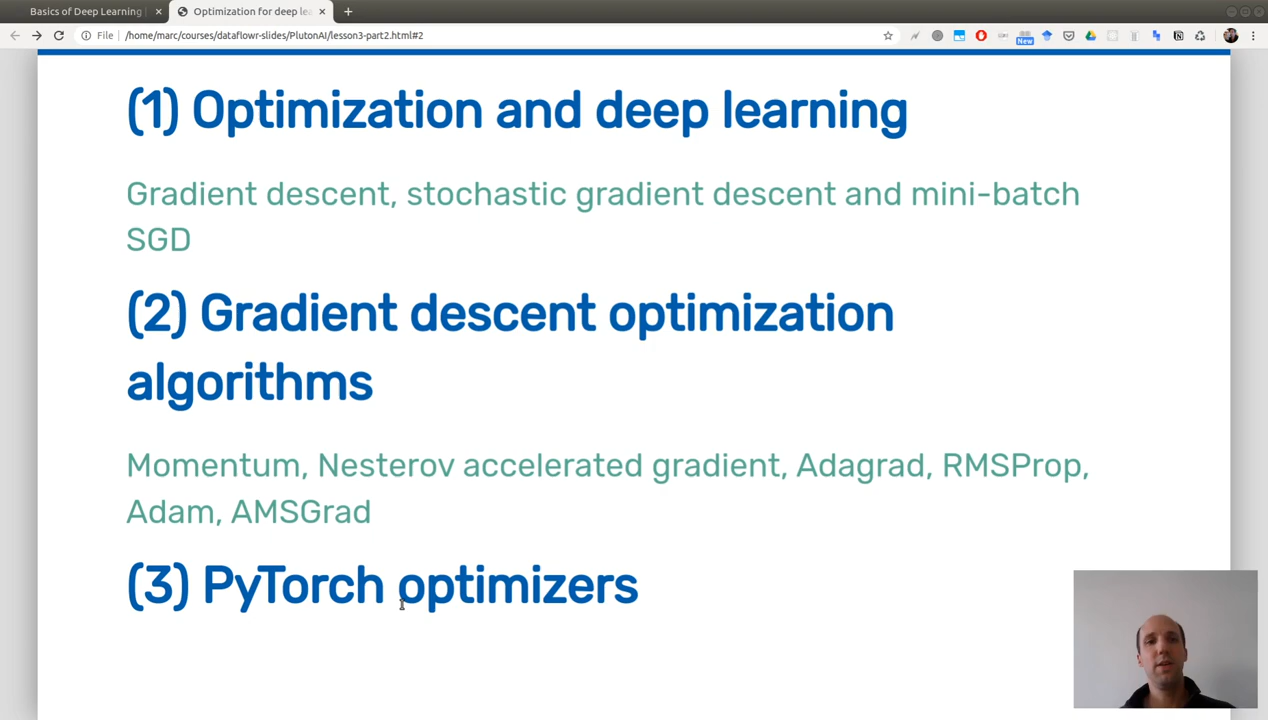 Basics of Deep Learning
Optimization for deep le
File
/home/marc/courses/dataflowr-slides/PlutonAI/lesson3-part2.html#2
New
(1) Optimization and deep learning
Gradient descent, stochastic gradient descent and mini-batch
SGD
(2) Gradient descent optimization
algorithms
Momentum, Nesterov accelerated gradient, Adagrad, RMSProp,
Adam, AMSGrad
(3) PyTorch optimizers